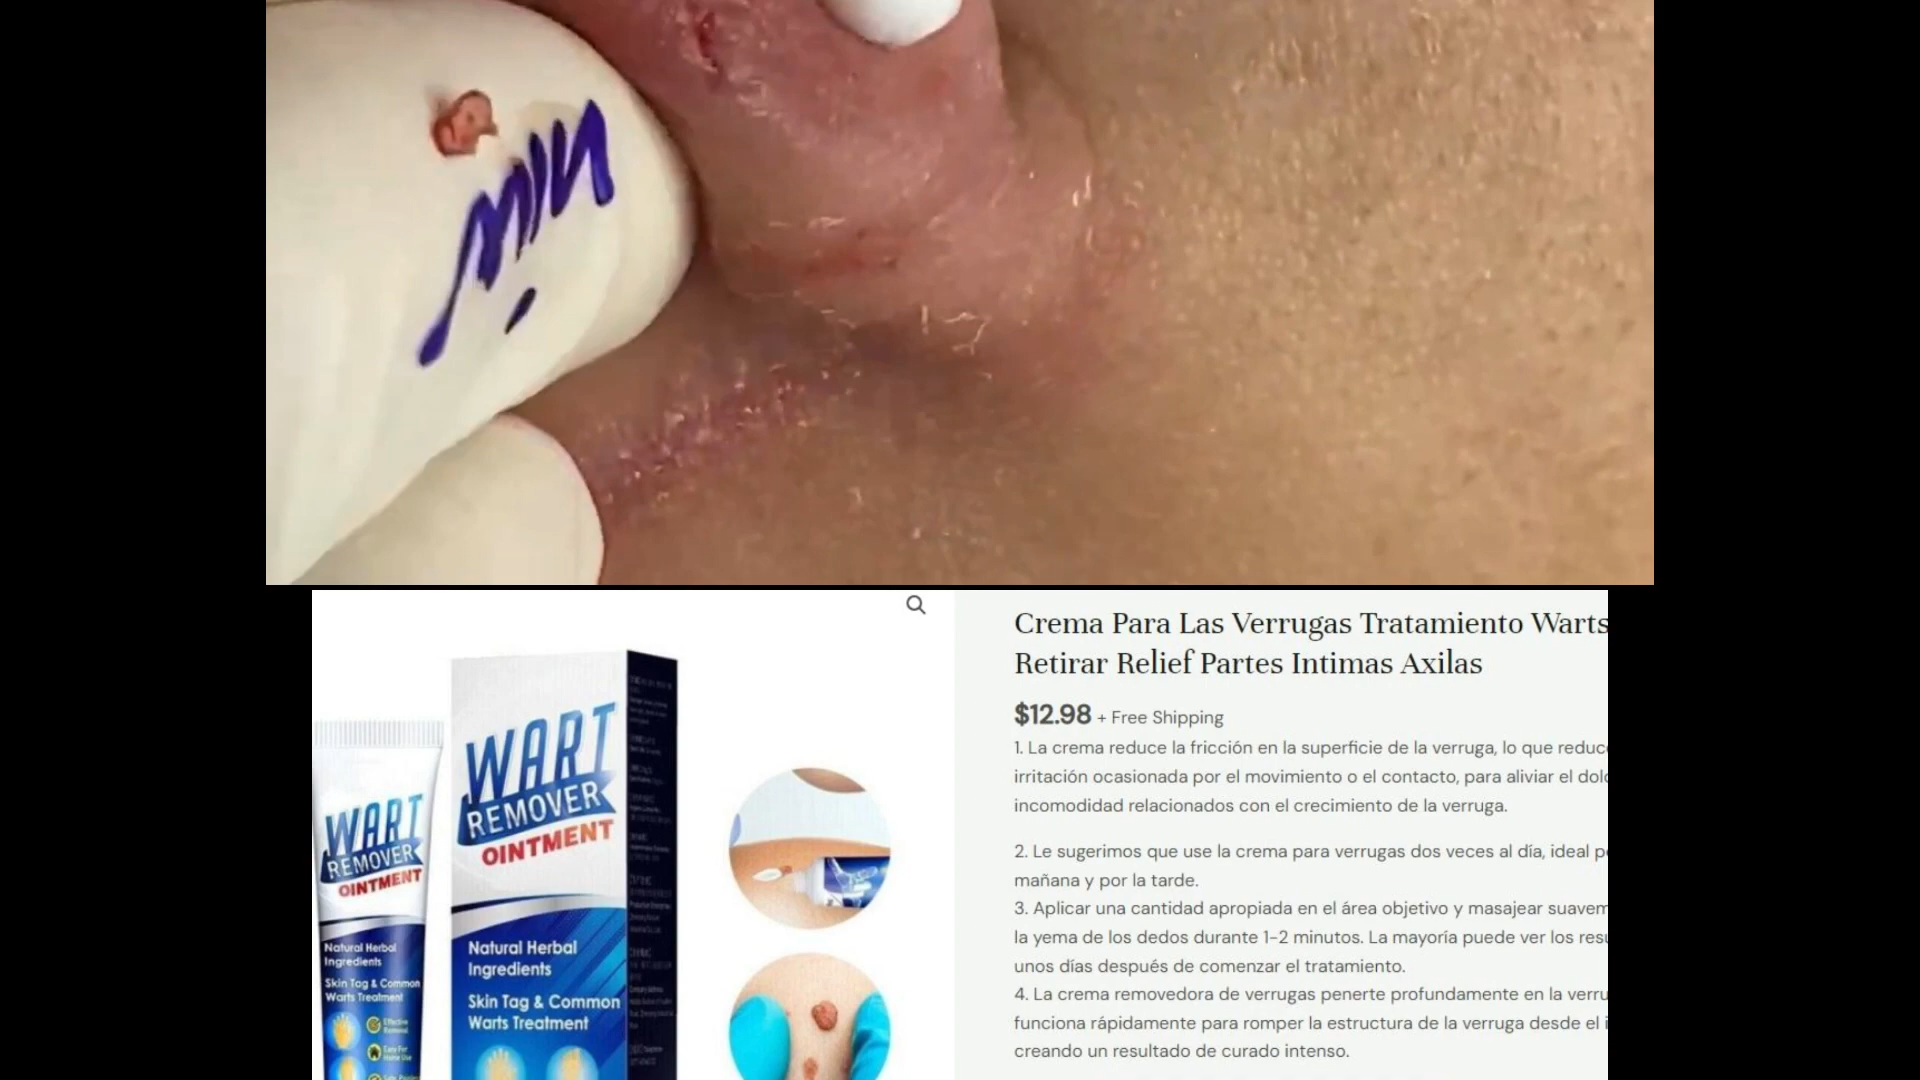 Crema Para Las Verrugas Tratamiento Warts
Retirar Relief Partes Intimas Axilas
$12.98 + Free Shipping
1. La crema reduce la fricción en la superficie de la verruga, lo que reduc
irritación ocasionada por el movimiento o el contacto, para aliviar el dol
incomodidad relacionados con el crecimiento de la verruga.
2. Le sugerimos que use la crema para verrugas dos veces al día, ideal p
mañana y por la tarde.
3. Aplicar una cantidad apropiada en el área objetivo y masajear suavem
la yema de los dedos durante 1-2 minutos. La mayoría puede ver los resu
unos días después de comenzar el tratamiento.
4. La crema removedora de verrugas penerte profundamente en la verru
funciona rápidamente para romper la estructura de la verruga desde el i
creando un resultado de curado intenso.
WART
REMOVER
OINTMENT
Natural Herbal
Ingredients
Skin Tag & Common
Warts Treatment
WART
REMOVER
OINTMENT
Natural Herbal
Ingredients
Skin Tag & Common
Warts Treatment